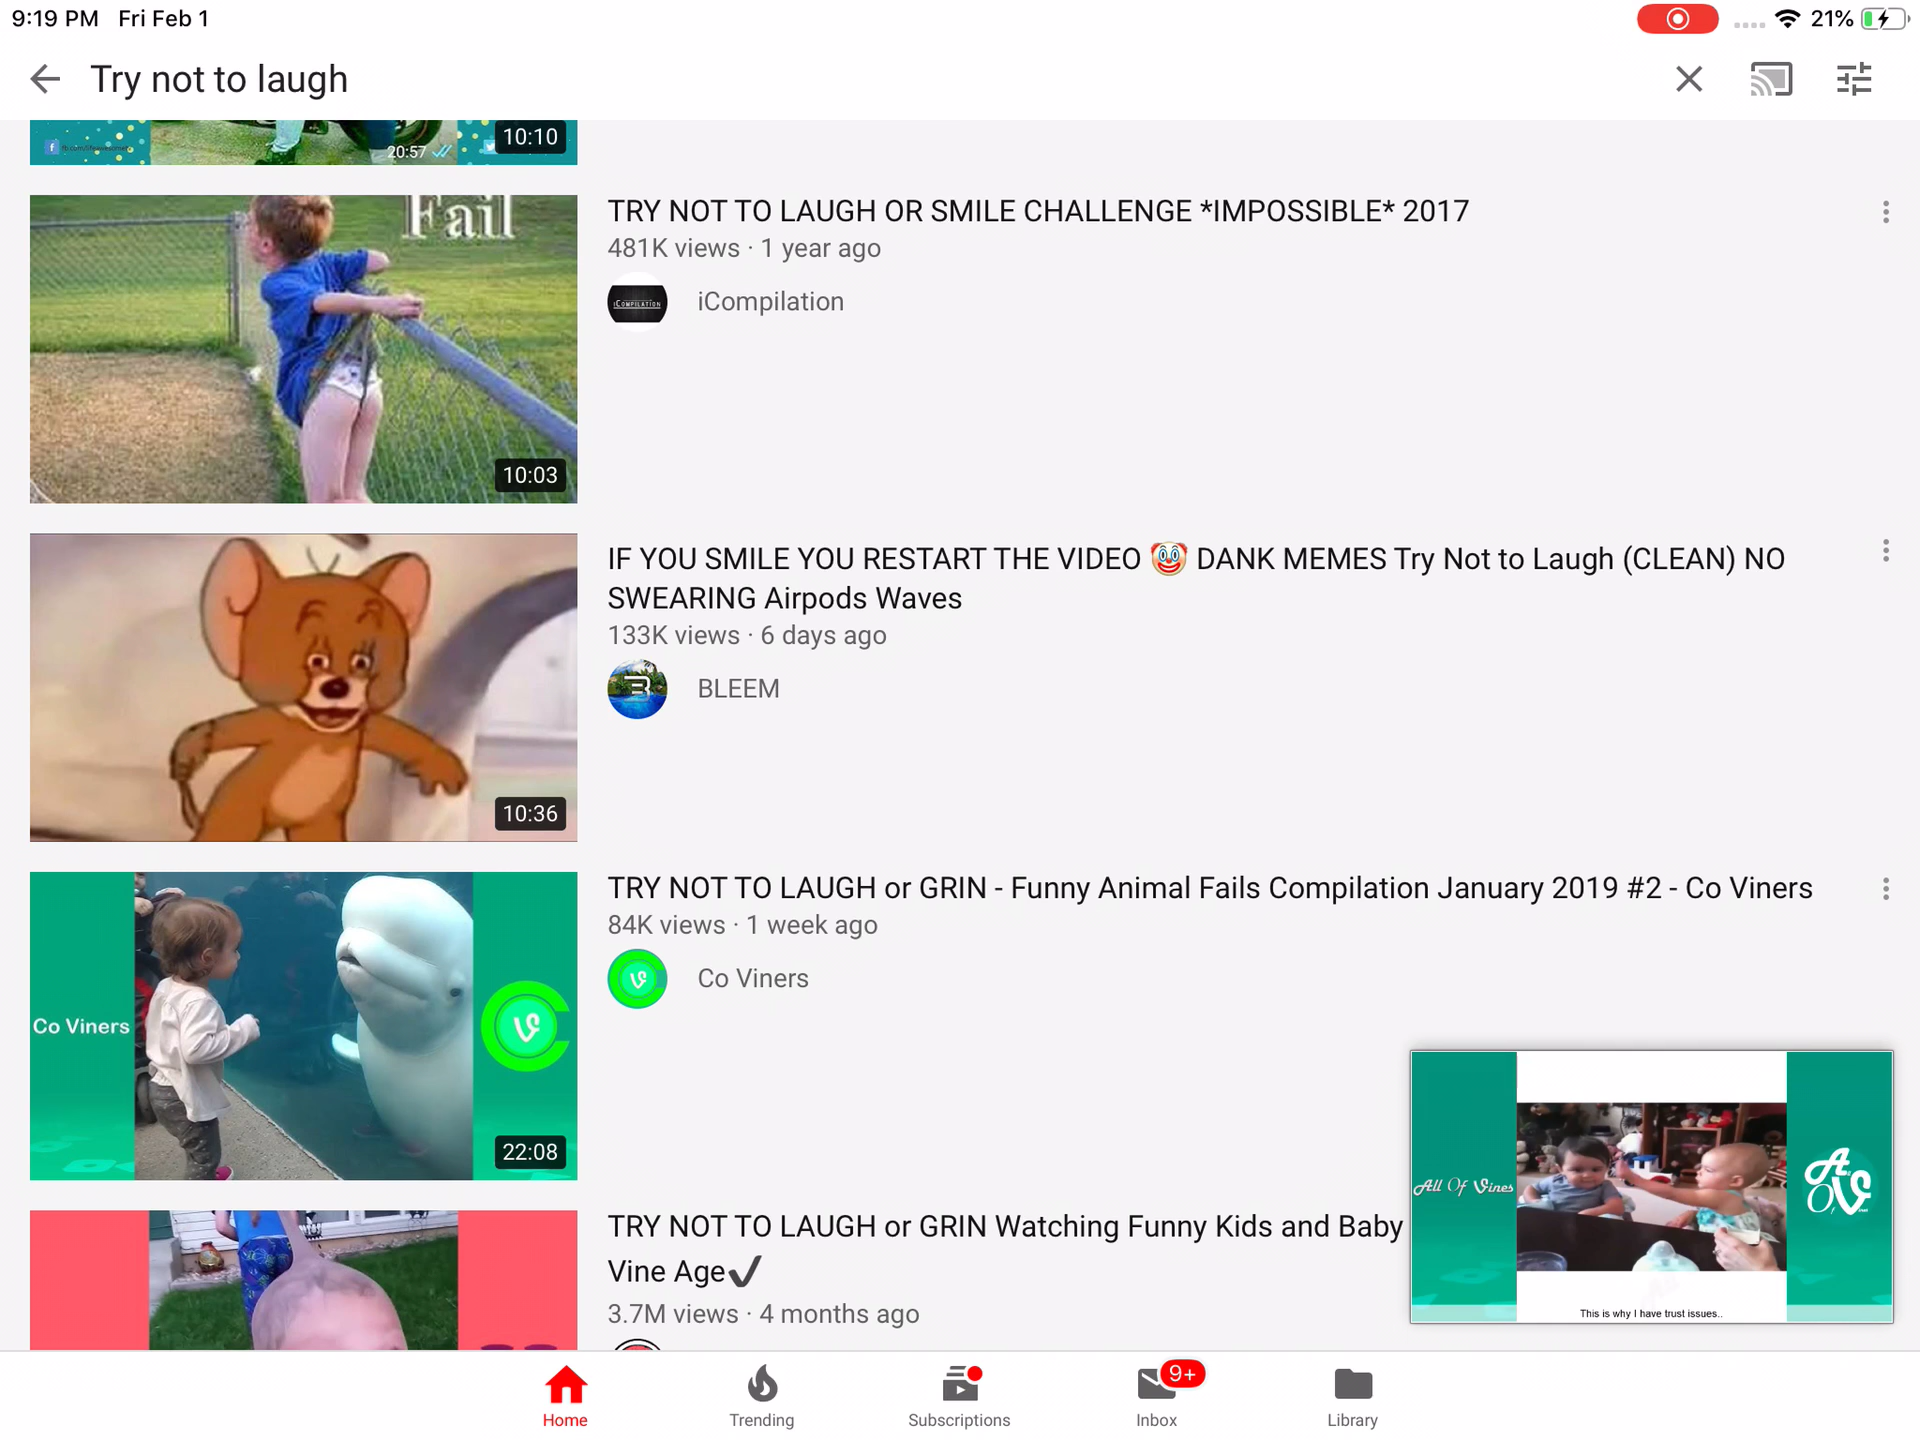 9:19 PM Fri Feb 1
21%
Try not to laugh
20:57
10:10
Fail
10:03
TRY NOT TO LAUGH OR SMILE CHALLENGE *IMPOSSIBLE* 2017
481K views · 1 year ago
iCOMPILATION
iCompilation
10:36
IF YOU SMILE YOU RESTART THE VIDEO 🤡 DANK MEMES Try Not to Laugh (CLEAN) NO
SWEARING Airpods Waves
133K views · 6 days ago
BLEEM
Co Viners
22:08
TRY NOT TO LAUGH or GRIN - Funny Animal Fails Compilation January 2019 #2 - Co Viners
84K views · 1 week ago
Co Viners
TRY NOT TO LAUGH or GRIN Watching Funny Kids and Baby
Vine Age✔
3.7M views · 4 months ago
All Of Vines
This is why I have trust issues..
Home
Trending
Subscriptions
9+
Inbox
Library